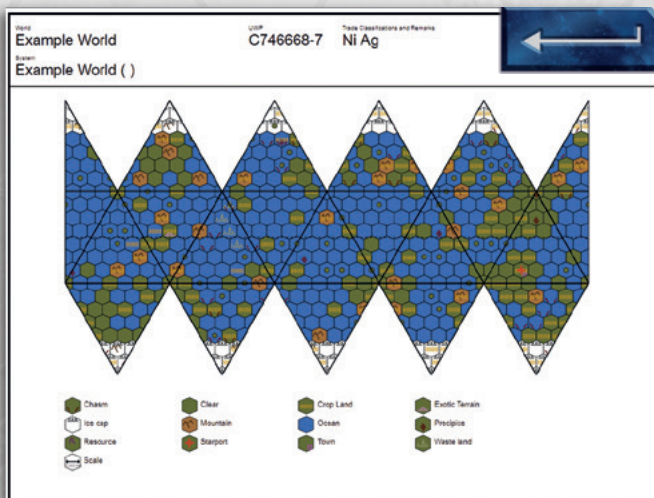 World
UWP
Trade Classifications and Remarks
Example World
C746668-7
Ni Ag
System
Example World ( )
Chasm
Clear
Crop Land
Exotic Terrain
Ice cap
Mountain
Ocean
Precipice
Resource
Starport
Town
Waste land
Scale